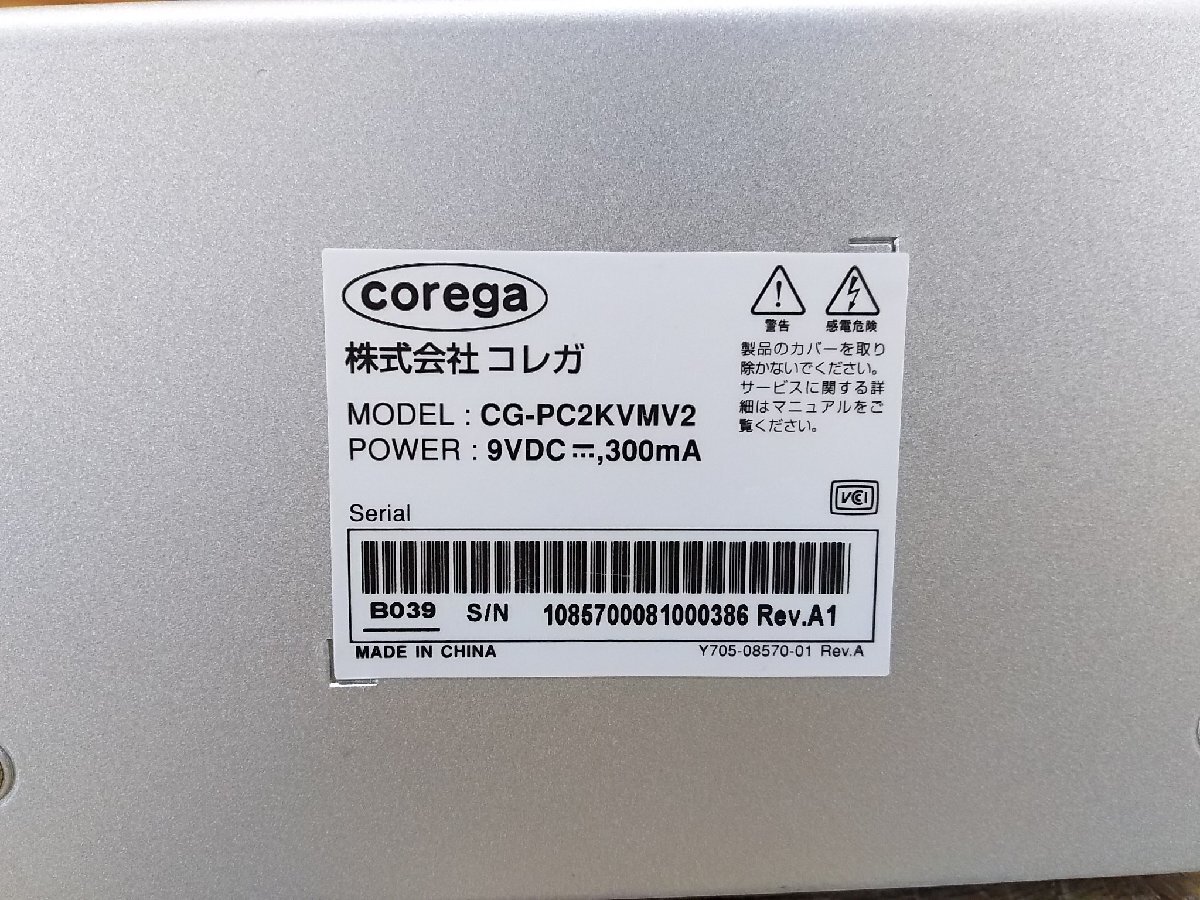 corega
株式会社 コレガ
MODEL : CG-PC2KVMV2
POWER : 9VDC ⎓,300mA
警告
感電危険
製品のカバーを取り
除かないでください。
サービスに関する詳
細はマニュアルをご
覧ください。
VCCI
Serial
B039 S/N 1085700081000386 Rev.A1
MADE IN CHINA
Y705-08570-01 Rev.A